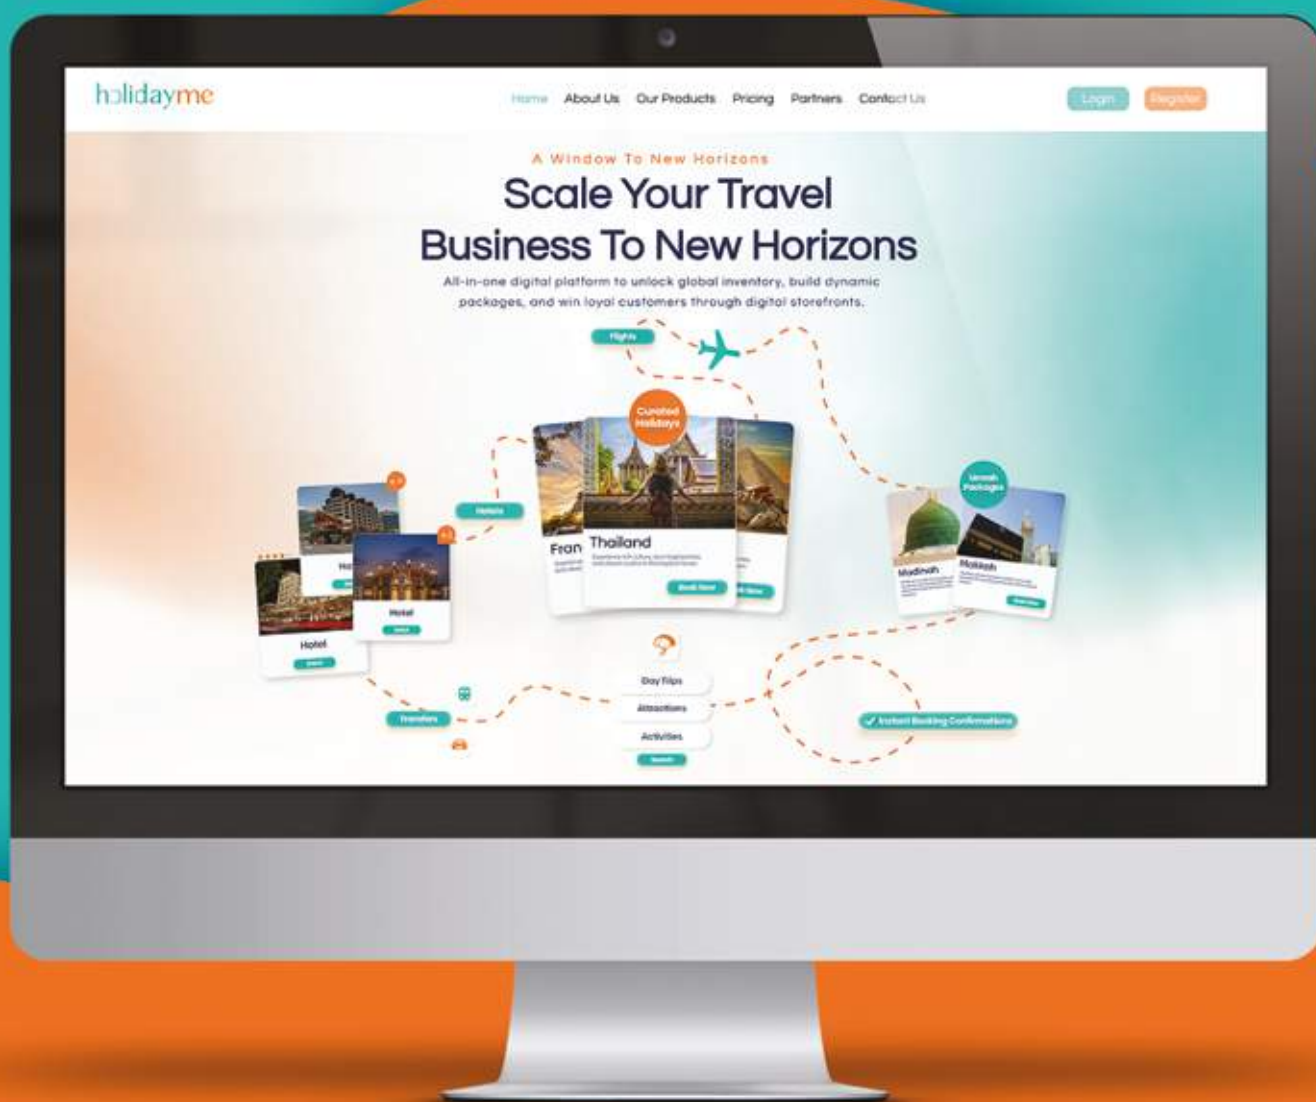 holidayme
Home About Us Our Products Pricing Partners Contact Us
Login Register
A Window To New Horizons
Scale Your Travel
Business To New Horizons
All-in-one digital platform to unlock global inventory, build dynamic
packages, and win loyal customers through digital storefronts.
Flights
Curated
Holidays
Umrah
Packages
Hotels
Fran
Thailand
Book Now
Madinah
Makkah
Hotel
Hotel
Transfers
Day Trips
Attractions
Activities
Search
Instant Booking Confirmations